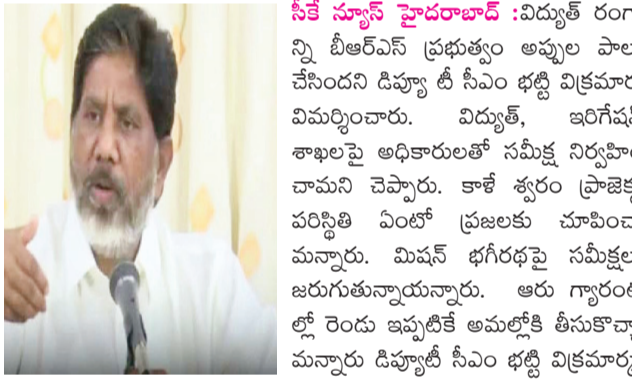 సీకే న్యూస్ హైదరాబాద్ :విద్యుత్ రంగా
న్ని బీఆర్ఎస్ ప్రభుత్వం అప్పుల పాలు
చేసిందని డిప్యూ టీ సీఎం భట్టి విక్రమార్క
విమర్శించారు. విద్యుత్, ఇరిగేషన్
శాఖలపై అధికారులతో సమీక్ష నిర్వహిం
చామని చెప్పారు. కాళే శ్వరం ప్రాజెక్టు
పరిస్థితి ఏంటో ప్రజలకు చూపించా
మన్నారు. మిషన్ భగీరథపై సమీక్షలు
జరుగుతున్నాయన్నారు. ఆరు గ్యారంటీ
ల్లో రెండు ఇప్పటికే అమల్లోకి తీసుకొచ్చా
మన్నారు డిప్యూటీ సీఎం భట్టి విక్రమార్క